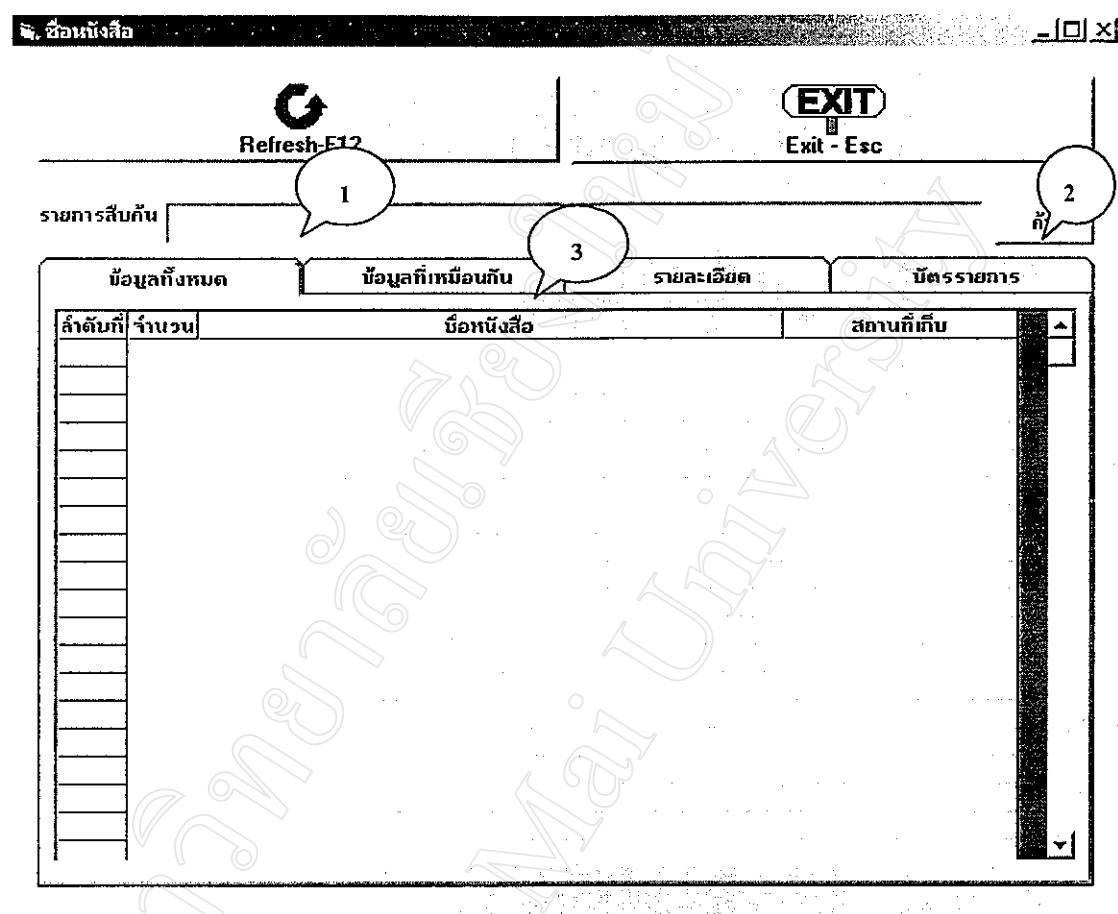 ชื่อหนังสือ
EXIT
Refresh-F12
Exit - Esc
1
2
รายการสืบค้น
3
ข้อมูลทั้งหมด
ข้อมูลที่เหมือนกัน
รายละเอียด
บัตรรายการ
ลำดับที่
จำนวน
ชื่อหนังสือ
สถานที่เก็บ
Mai University